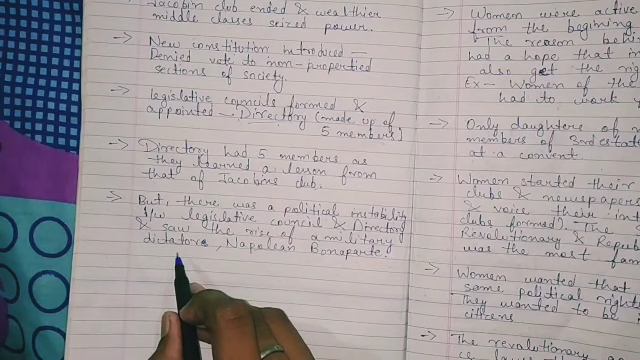 Jacobin club ended & wealthier
middle classes seized power.
-> New constitution introduced —
Denied vote to non-propertied
sections of society.
-> legislative councils formed &
appointed — Directory (made up of
5 members)
-> Directory had 5 members as
they learned a lesson from
that of Jacobins club.
-> But, there was a political instability
b/w legislative council & Directory
& saw the rise of a military
dictator, Napolean Bonaparte.
-> Women were active
from the begining
The reason behi
had a hope that
also get the rig
Ex- Women of the
had to work
-> Only daughters of
members of 3rd estate
at a convent
-> Women started their
clubs & newspapers
& voice their in
clubs formed). The
Revolutionary & Repub
was the most fam
-> Women wanted that
same political right
They wanted to be
citizens
-> The revolutionary